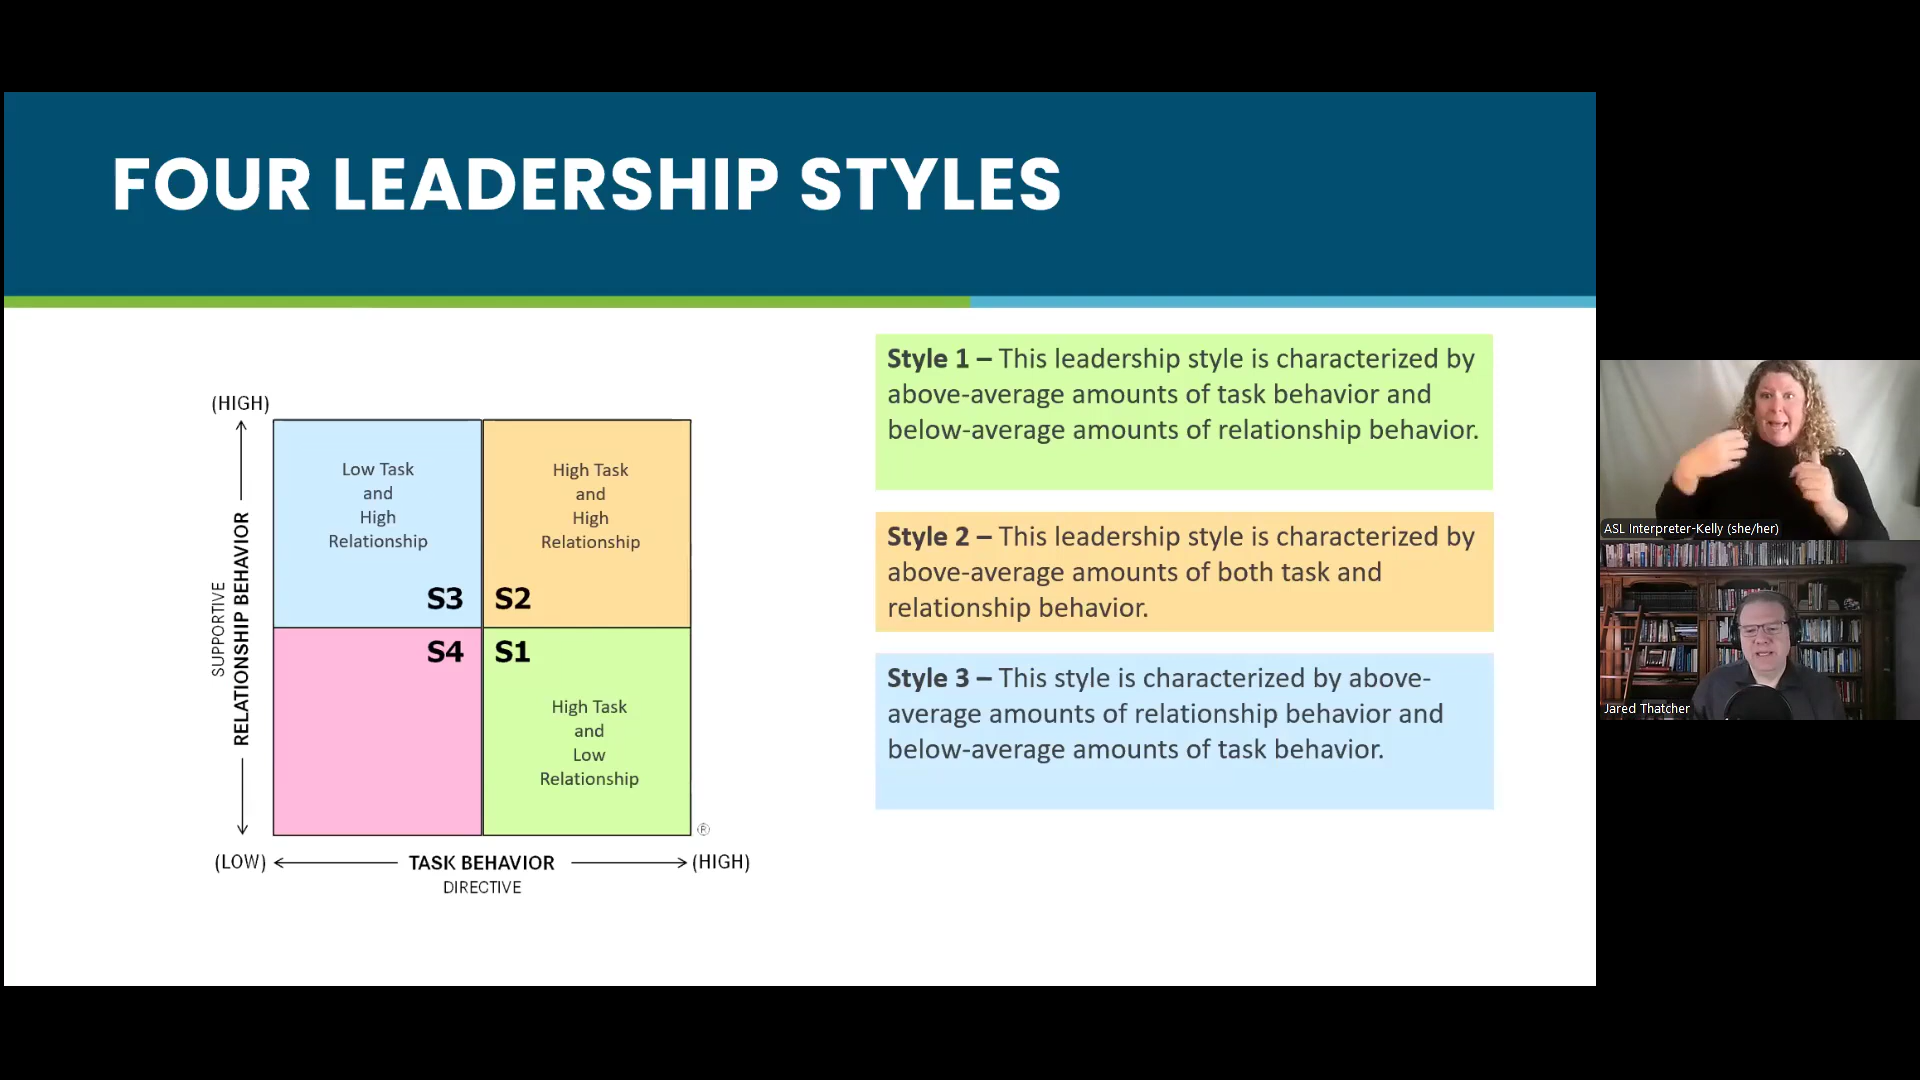 FOUR LEADERSHIP STYLES
(HIGH)
SUPPORTIVE
RELATIONSHIP BEHAVIOR
Low Task
and
High
Relationship
S3
High Task
and
High
Relationship
S2
S4
S1
High Task
and
Low
Relationship
®
(LOW)
TASK BEHAVIOR
(HIGH)
DIRECTIVE
Style 1 – This leadership style is characterized by
above-average amounts of task behavior and
below-average amounts of relationship behavior.
Style 2 – This leadership style is characterized by
above-average amounts of both task and
relationship behavior.
Style 3 – This style is characterized by above-
average amounts of relationship behavior and
below-average amounts of task behavior.
ASL Interpreter-Kelly (she/her)
Jared Thatcher